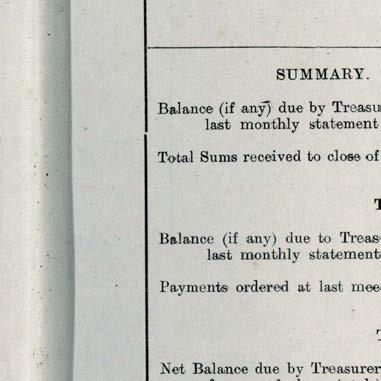 SUMMARY.
Balance (if any) due by Treasu
last monthly statement
Total Sums received to close of
T
Balance (if any) due to Treas
last monthly statement
Payments ordered at last mee
T
Net Balance due by Treasurer